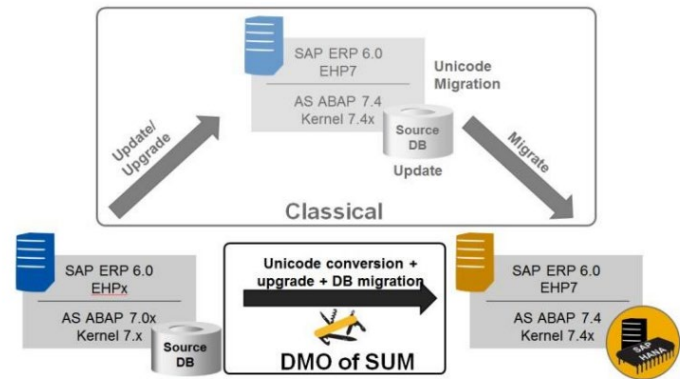 SAP ERP 6.0
EHP7
AS ABAP 7.4
Kernel 7.4x
Unicode
Migration
Source
DB
Update
Update/
Upgrade
Migrate
Classical
SAP ERP 6.0
EHPx
AS ABAP 7.0x
Kernel 7.x
Source
DB
Unicode conversion +
upgrade + DB migration
DMO of SUM
SAP ERP 6.0
EHP7
AS ABAP 7.4
Kernel 7.4x
SAP
HANA